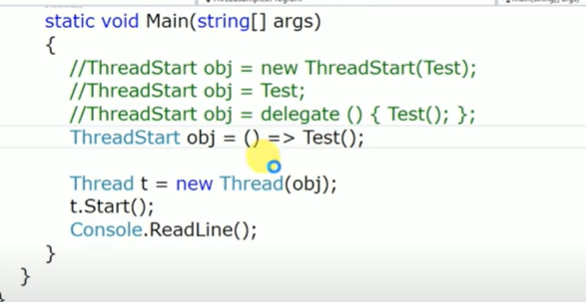 static void Main(string[] args)
{
//ThreadStart obj = new ThreadStart(Test);
//ThreadStart obj = Test;
//ThreadStart obj = delegate () { Test(); };
ThreadStart obj = () => Test();
Thread t = new Thread(obj);
t.Start();
Console.ReadLine();
}
}